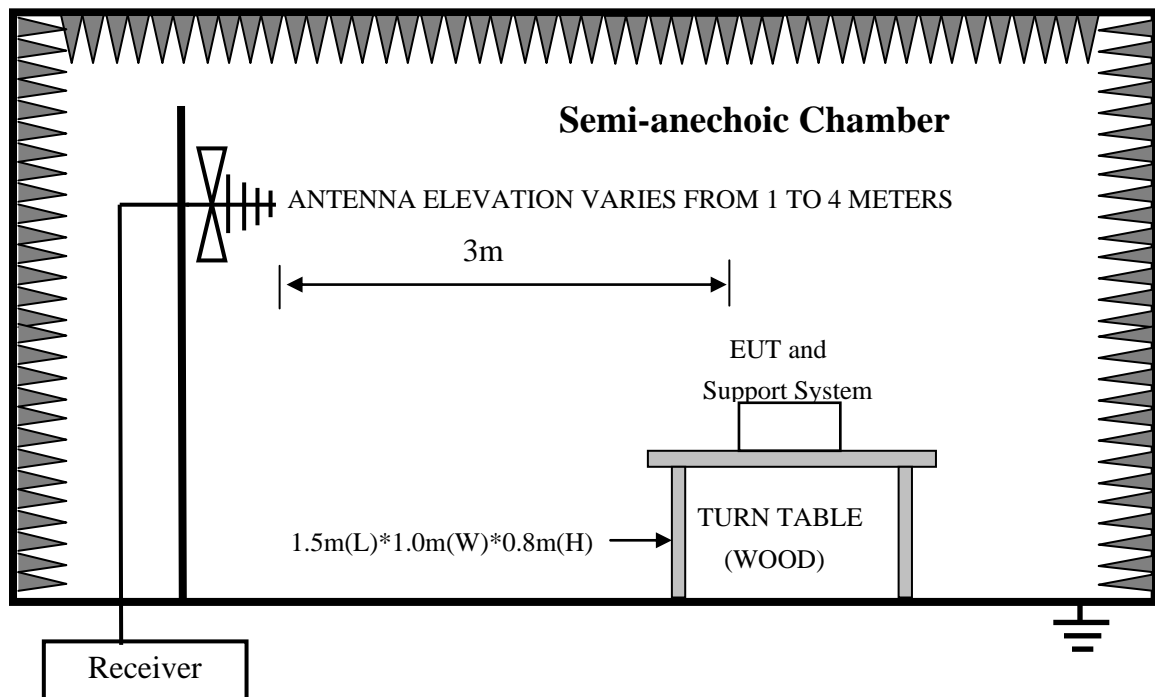 Semi-anechoic Chamber
ANTENNA ELEVATION VARIES FROM 1 TO 4 METERS
3m
EUT and
Support System
TURN TABLE
1.5m(L)*1.0m(W)*0.8m(H)
(WOOD)
Receiver